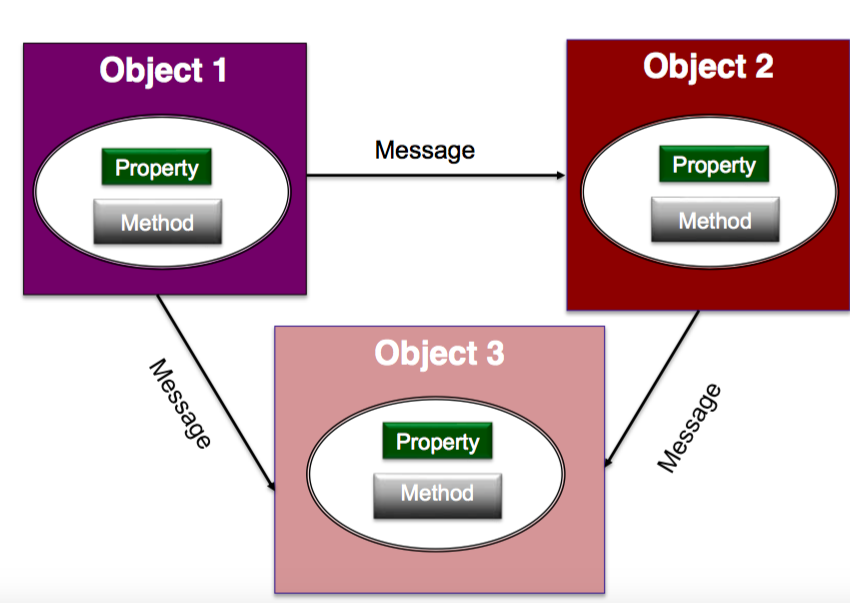 Object 1
Property
Method
Message
Object 2
Property
Method
Message
Object 3
Property
Method
Message